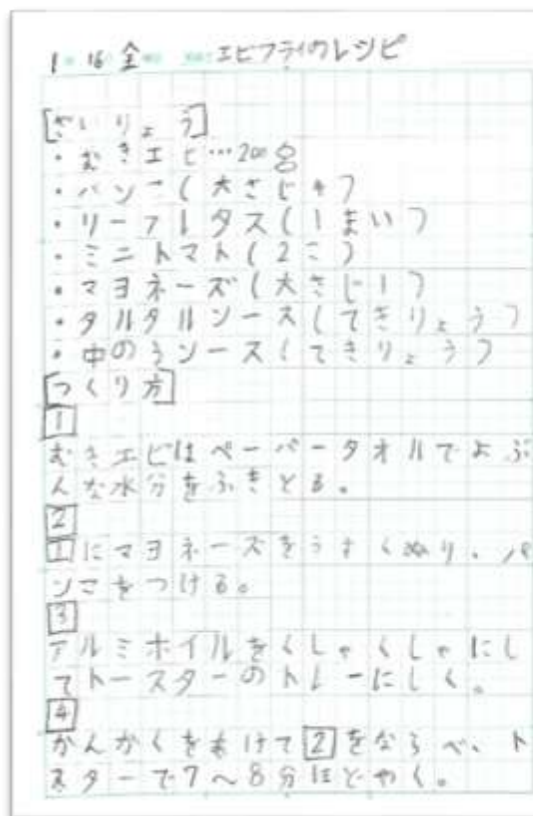 1 16 金 エビフライのレシピ
[ざいりょう]
・むきエビ…200g
・パンこ(大さじ4)
・リーフレタス(1まい)
・ミニトマト(2こ)
・マヨネーズ(大さじ1)
・タルタルソース(てきりょう)
・中のうソース(てきりょう)
[つくり方]
1
むきエビはペーパータオルでよぶ
んな水分をふきとる。
2
1にマヨネーズをうすくぬり、パ
ンこをつける。
3
アルミホイルをくしゃくしゃにし
てトースターのトレーにしく。
4
かんかくをあけて2をならべ、ト
スターで7〜8分ほどやく。